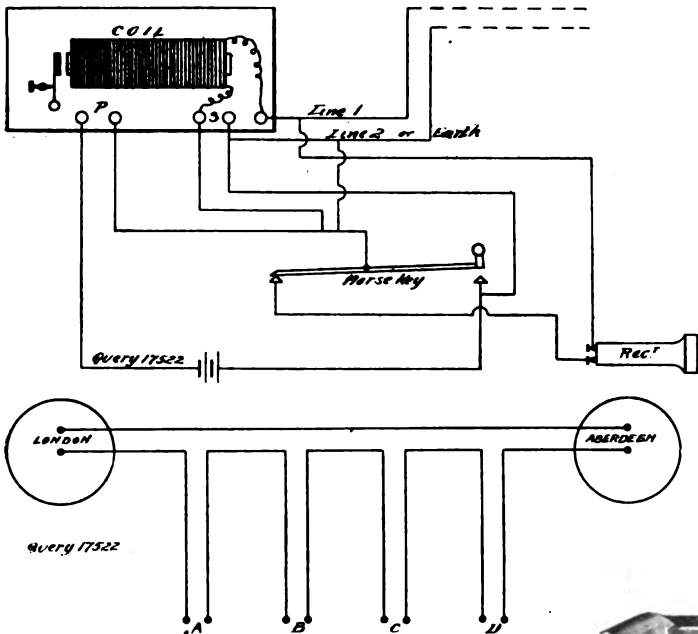 COIL
P
S
Line 1
Line 2 or Earth
Morse Key
Query 17522
Rec.r
LONDON
ABERDEEN
Query 17522
A
B
C
D